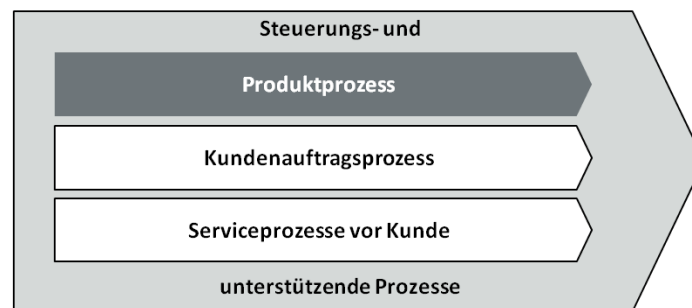 Steuerungs- und
Produktprozess
Kundenauftragsprozess
Serviceprozesse vor Kunde
unterstützende Prozesse